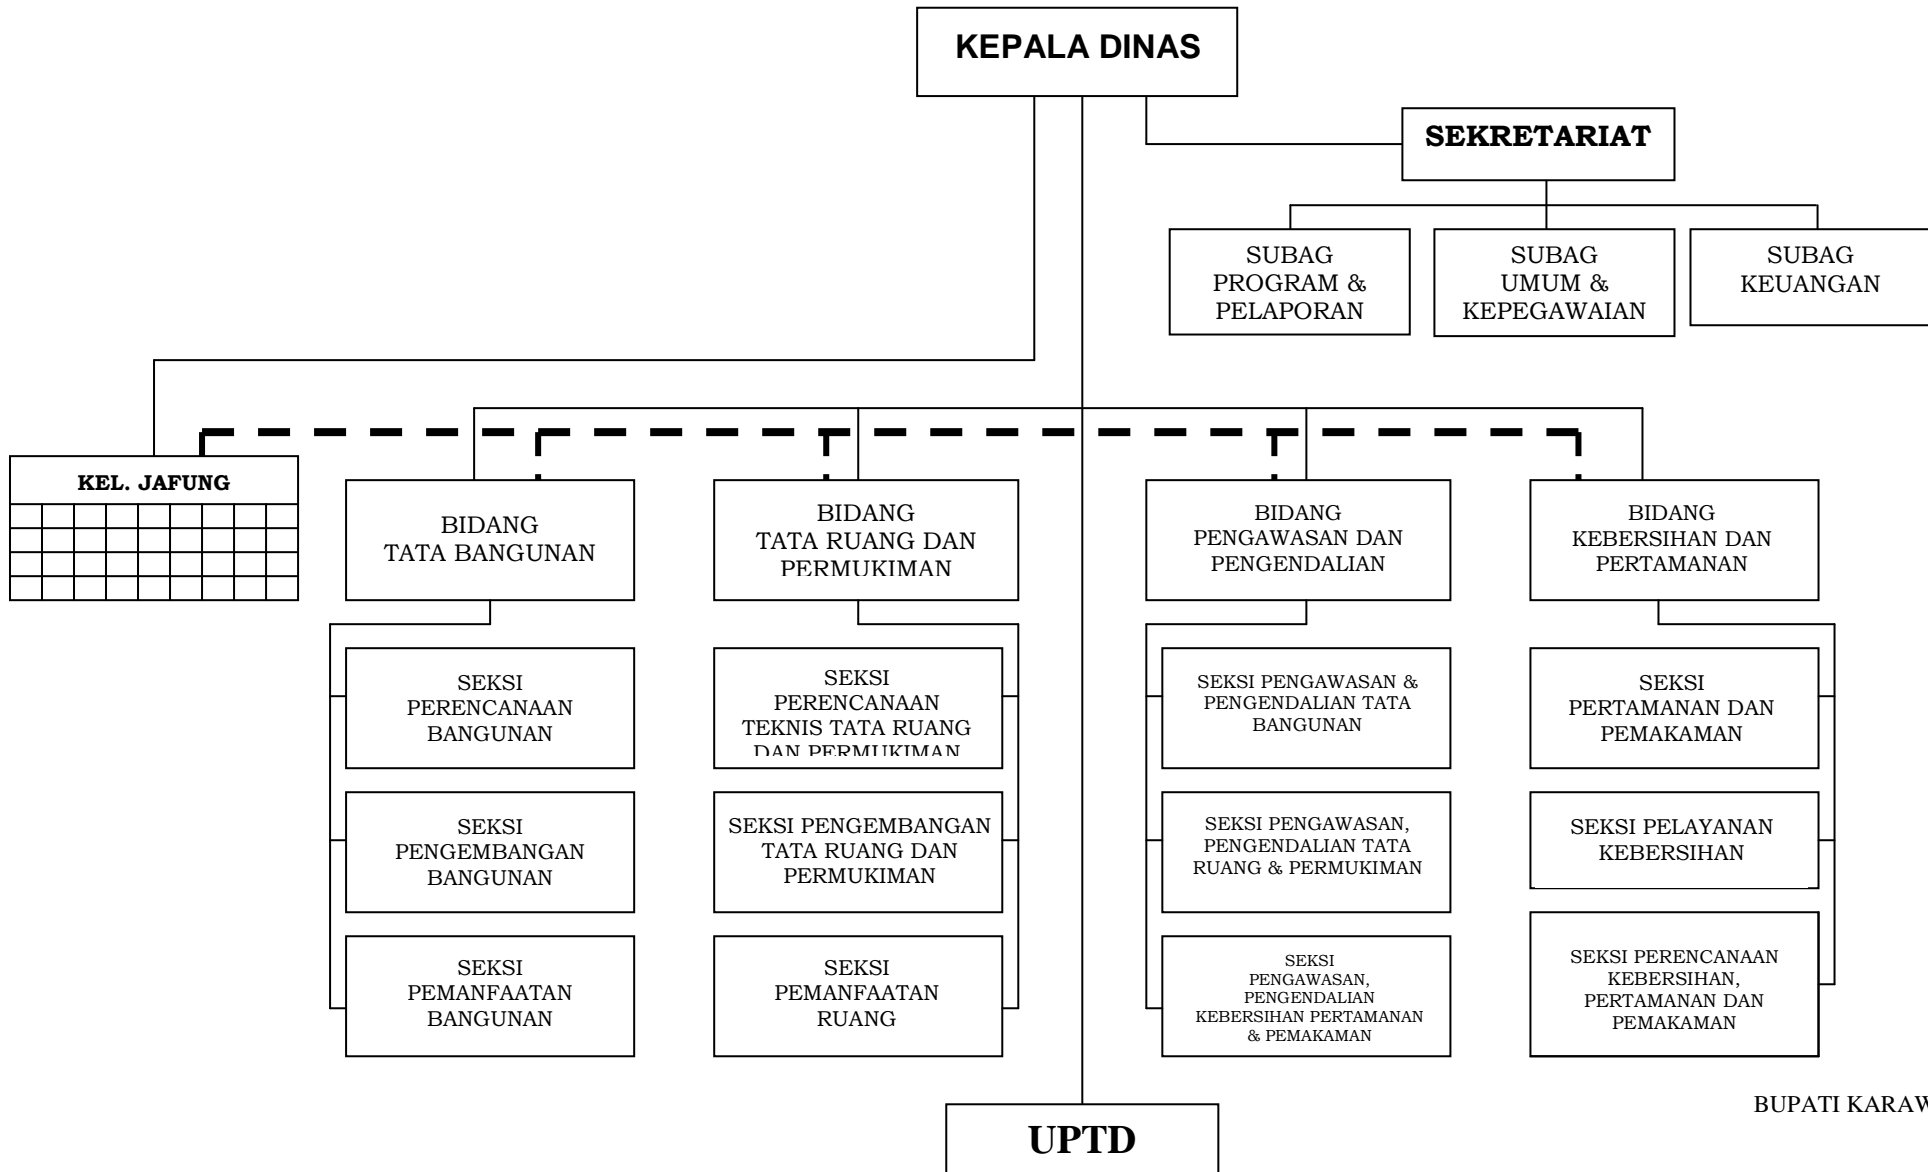 KEPALA DINAS
SEKRETARIAT
SUBAG
PROGRAM &
PELAPORAN
SUBAG
UMUM &
KEPEGAWAIAN
SUBAG
KEUANGAN
KEL. JAFUNG
BIDANG
TATA BANGUNAN
BIDANG
TATA RUANG DAN
PERMUKIMAN
BIDANG
PENGAWASAN DAN
PENGENDALIAN
BIDANG
KEBERSIHAN DAN
PERTAMANAN
SEKSI
PERENCANAAN
BANGUNAN
SEKSI
PERENCANAAN
TEKNIS TATA RUANG
DAN PERMUKIMAN
SEKSI PENGAWASAN &
PENGENDALIAN TATA
BANGUNAN
SEKSI
PERTAMANAN DAN
PEMAKAMAN
SEKSI
PENGEMBANGAN
BANGUNAN
SEKSI PENGEMBANGAN
TATA RUANG DAN
PERMUKIMAN
SEKSI PENGAWASAN,
PENGENDALIAN TATA
RUANG & PERMUKIMAN
SEKSI PELAYANAN
KEBERSIHAN
SEKSI
PEMANFAATAN
BANGUNAN
SEKSI
PEMANFAATAN
RUANG
SEKSI
PENGAWASAN,
PENGENDALIAN
KEBERSIHAN PERTAMANAN
& PEMAKAMAN
SEKSI PERENCANAAN
KEBERSIHAN,
PERTAMANAN DAN
PEMAKAMAN
BUPATI KARAW
UPTD